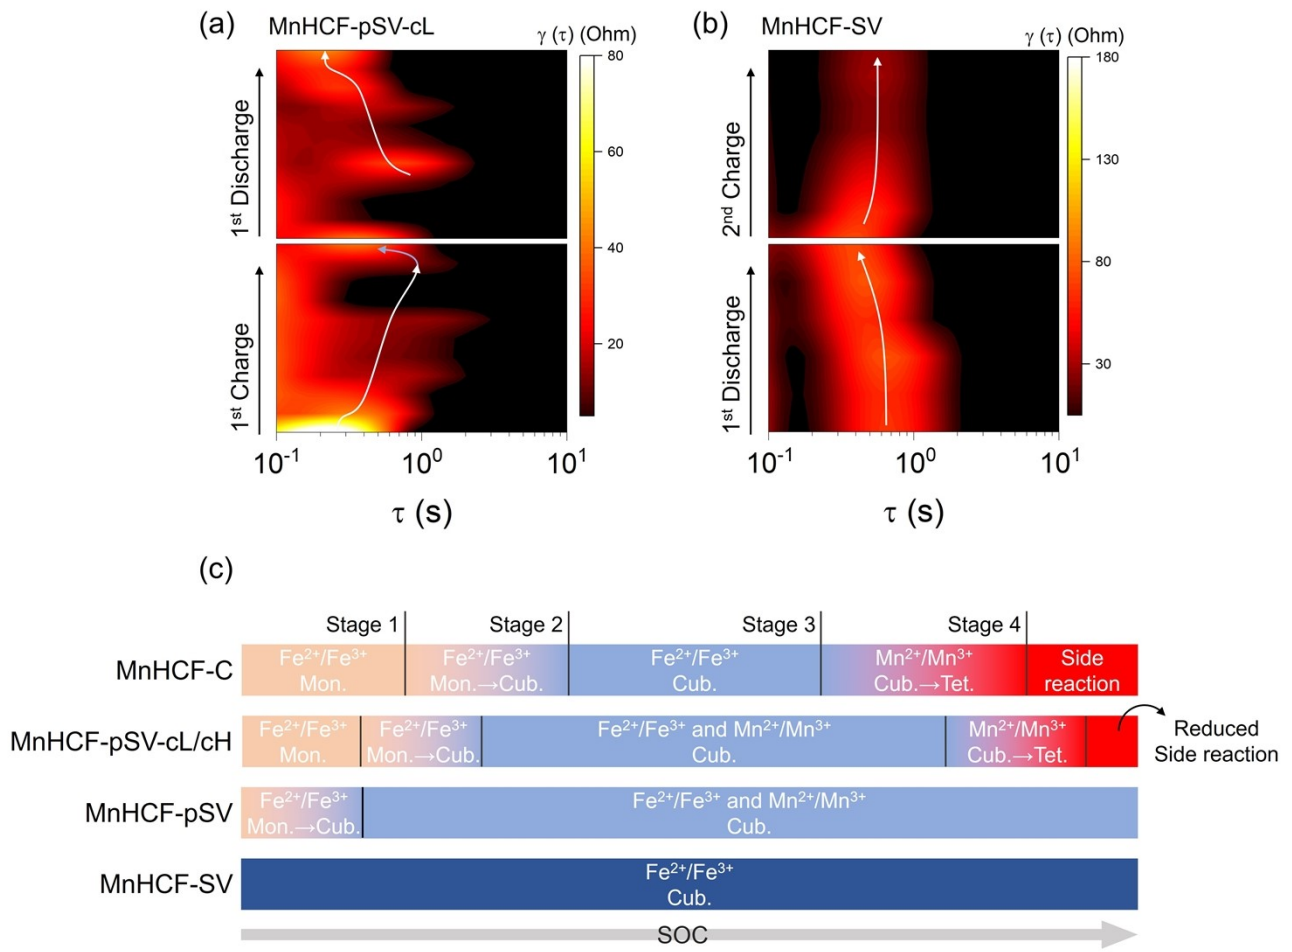 (a) MnHCF-pSV-cL
γ (τ) (Ohm)
80
60
40
20
1st Discharge
1st Charge
10⁻¹ 10⁰ 10¹
τ (s)
(b) MnHCF-SV
γ (τ) (Ohm)
180
130
80
30
2nd Charge
1st Discharge
10⁻¹ 10⁰ 10¹
τ (s)
(c)
Stage 1 Stage 2 Stage 3 Stage 4
MnHCF-C
Fe²⁺/Fe³⁺
Mon.
Fe²⁺/Fe³⁺
Mon.→Cub.
Fe²⁺/Fe³⁺
Cub.
Mn²⁺/Mn³⁺
Cub.→Tet.
Side
reaction
MnHCF-pSV-cL/cH
Fe²⁺/Fe³⁺
Mon.
Fe²⁺/Fe³⁺
Mon.→Cub.
Fe²⁺/Fe³⁺ and Mn²⁺/Mn³⁺
Cub.
Mn²⁺/Mn³⁺
Cub.→Tet.
Reduced
Side reaction
MnHCF-pSV
Fe²⁺/Fe³⁺
Mon.→Cub.
Fe²⁺/Fe³⁺ and Mn²⁺/Mn³⁺
Cub.
MnHCF-SV
Fe²⁺/Fe³⁺
Cub.
SOC